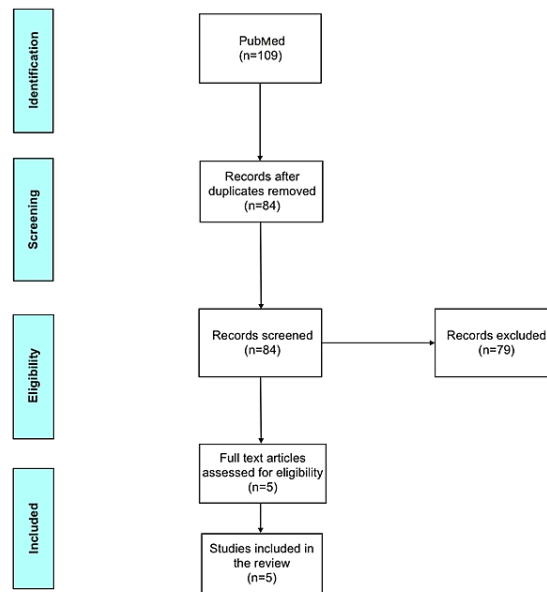 Identification
PubMed
(n=109)
Screening
Records after
duplicates removed
(n=84)
Eligibility
Records screened
(n=84)
Records excluded
(n=79)
Full text articles
assessed for eligibility
(n=5)
Included
Studies included in
the review
(n=5)